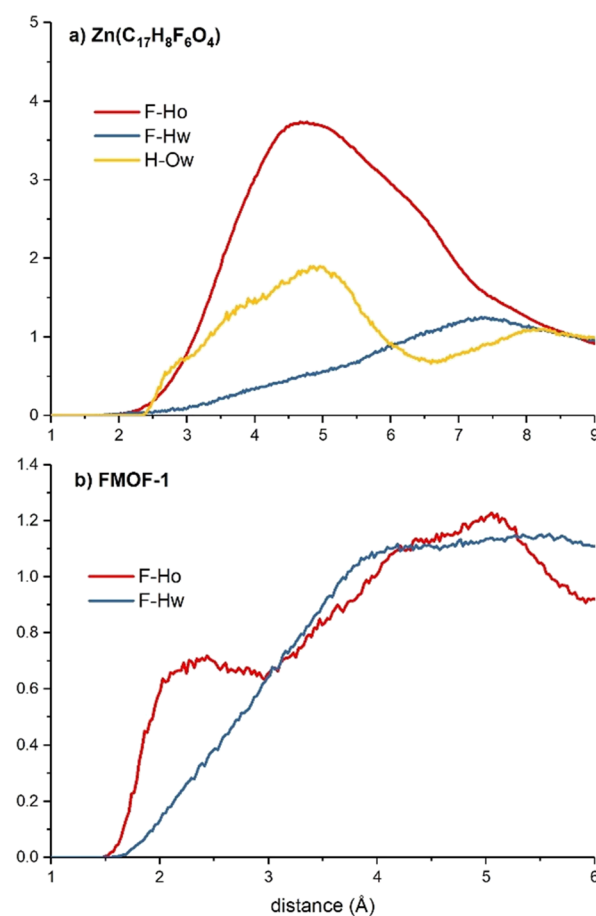 a) Zn(C₁₇H₈F₆O₄)
F-Ho
F-Hw
H-Ow
5
4
3
2
1
0
1 2 3 4 5 6 7 8 9
b) FMOF-1
F-Ho
F-Hw
1.4
1.2
1.0
0.8
0.6
0.4
0.2
0.0
1 2 3 4 5 6
distance (Å)